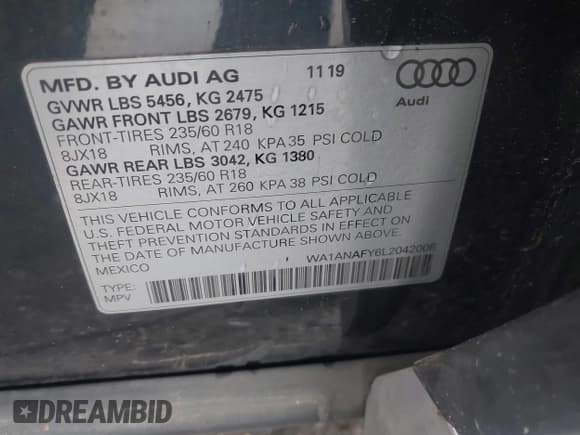 MFD. BY AUDI AG 11 19
GVWR LBS 5456, KG 2475
GAWR FRONT LBS 2679, KG 1215
FRONT-TIRES 235/60 R18
8JX18 RIMS, AT 240 KPA 35 PSI COLD
GAWR REAR LBS 3042, KG 1380
REAR-TIRES 235/60 R18
8JX18 RIMS, AT 260 KPA 38 PSI COLD
THIS VEHICLE CONFORMS TO ALL APPLICABLE
U.S. FEDERAL MOTOR VEHICLE SAFETY AND
THEFT PREVENTION STANDARDS IN EFFECT ON
THE DATE OF MANUFACTURE SHOWN ABOVE.
MEXICO WA1ANAFY6L2042006
TYPE:
MPV
Audi
DREAMBID